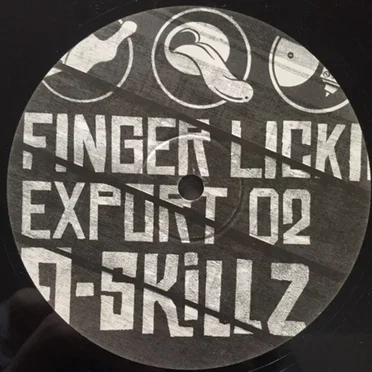 FINGER LICKI
EXPORT 02
A-SKiLLZ